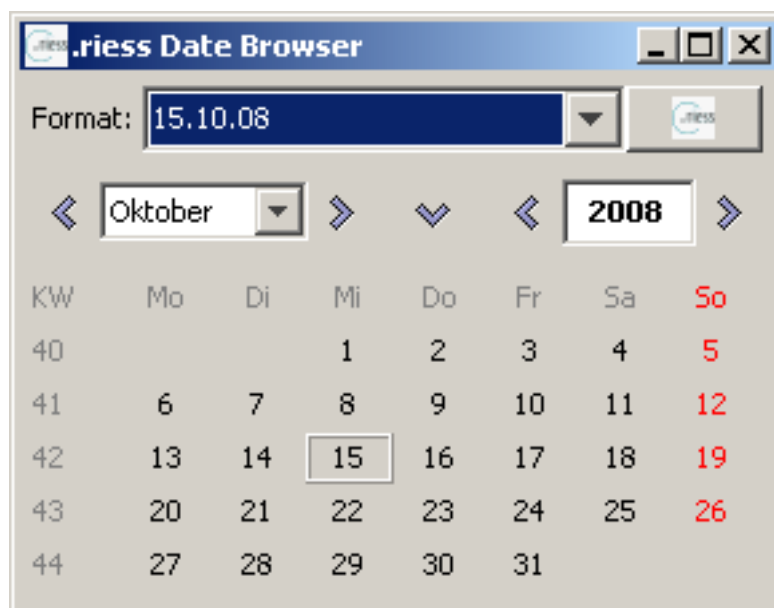 .riess .riess Date Browser
Format: 15.10.08 .riess
Oktober 2008
KW Mo Di Mi Do Fr Sa So
40 1 2 3 4 5
41 6 7 8 9 10 11 12
42 13 14 15 16 17 18 19
43 20 21 22 23 24 25 26
44 27 28 29 30 31